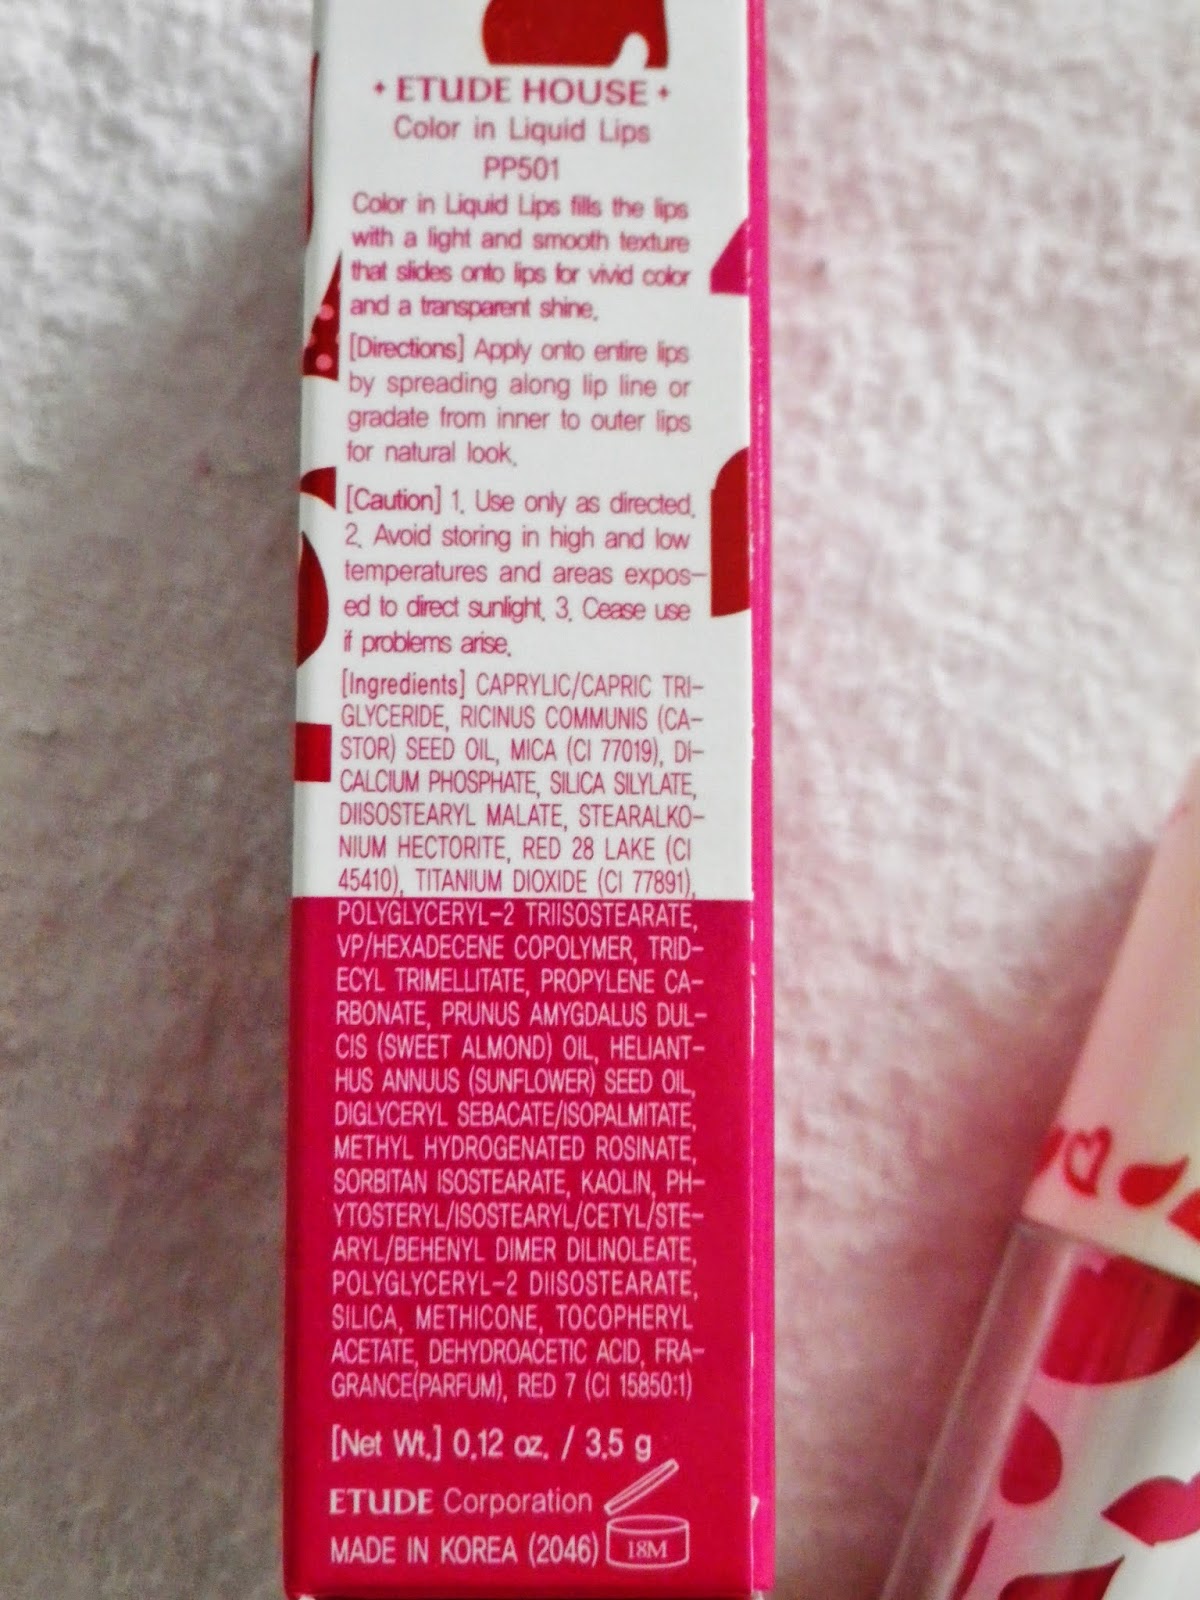 ETUDE HOUSE
Color in Liquid Lips
PP501
Color in Liquid Lips fills the lips
with a light and smooth texture
that slides onto lips for vivid color
and a transparent shine.
[Directions] Apply onto entire lips
by spreading along lip line or
gradate from inner to outer lips
for natural look.
[Caution] 1. Use only as directed.
2. Avoid storing in high and low
temperatures and areas expos-
ed to direct sunlight. 3. Cease use
if problems arise.
[Ingredients] CAPRYLIC/CAPRIC TRI-
GLYCERIDE, RICINUS COMMUNIS (CA-
STOR) SEED OIL, MICA (CI 77019), DI-
CALCIUM PHOSPHATE, SILICA SILYLATE,
DIISOSTEARYL MALATE, STEARALKO-
NIUM HECTORITE, RED 28 LAKE (CI
45410), TITANIUM DIOXIDE (CI 77891),
POLYGLYCERYL-2 TRIISOSTEARATE,
VP/HEXADECENE COPOLYMER, TRID-
ECYL TRIMELLITATE, PROPYLENE CA-
RBONATE, PRUNUS AMYGDALUS DUL-
CIS (SWEET ALMOND) OIL, HELIANT-
HUS ANNUUS (SUNFLOWER) SEED OIL,
DIGLYCERYL SEBACATE/ISOPALMITATE,
METHYL HYDROGENATED ROSINATE,
SORBITAN ISOSTEARATE, KAOLIN, PH-
YTOSTERYL/ISOSTEARYL/CETYL/STE-
ARYL/BEHENYL DIMER DILINOLEATE,
POLYGLYCERYL-2 DIISOSTEARATE,
SILICA, METHICONE, TOCOPHERYL
ACETATE, DEHYDROACETIC ACID, FRA-
GRANCE(PARFUM), RED 7 (CI 15850:1)
[Net Wt.] 0.12 oz. / 3.5 g
ETUDE Corporation
MADE IN KOREA (2046) 18M